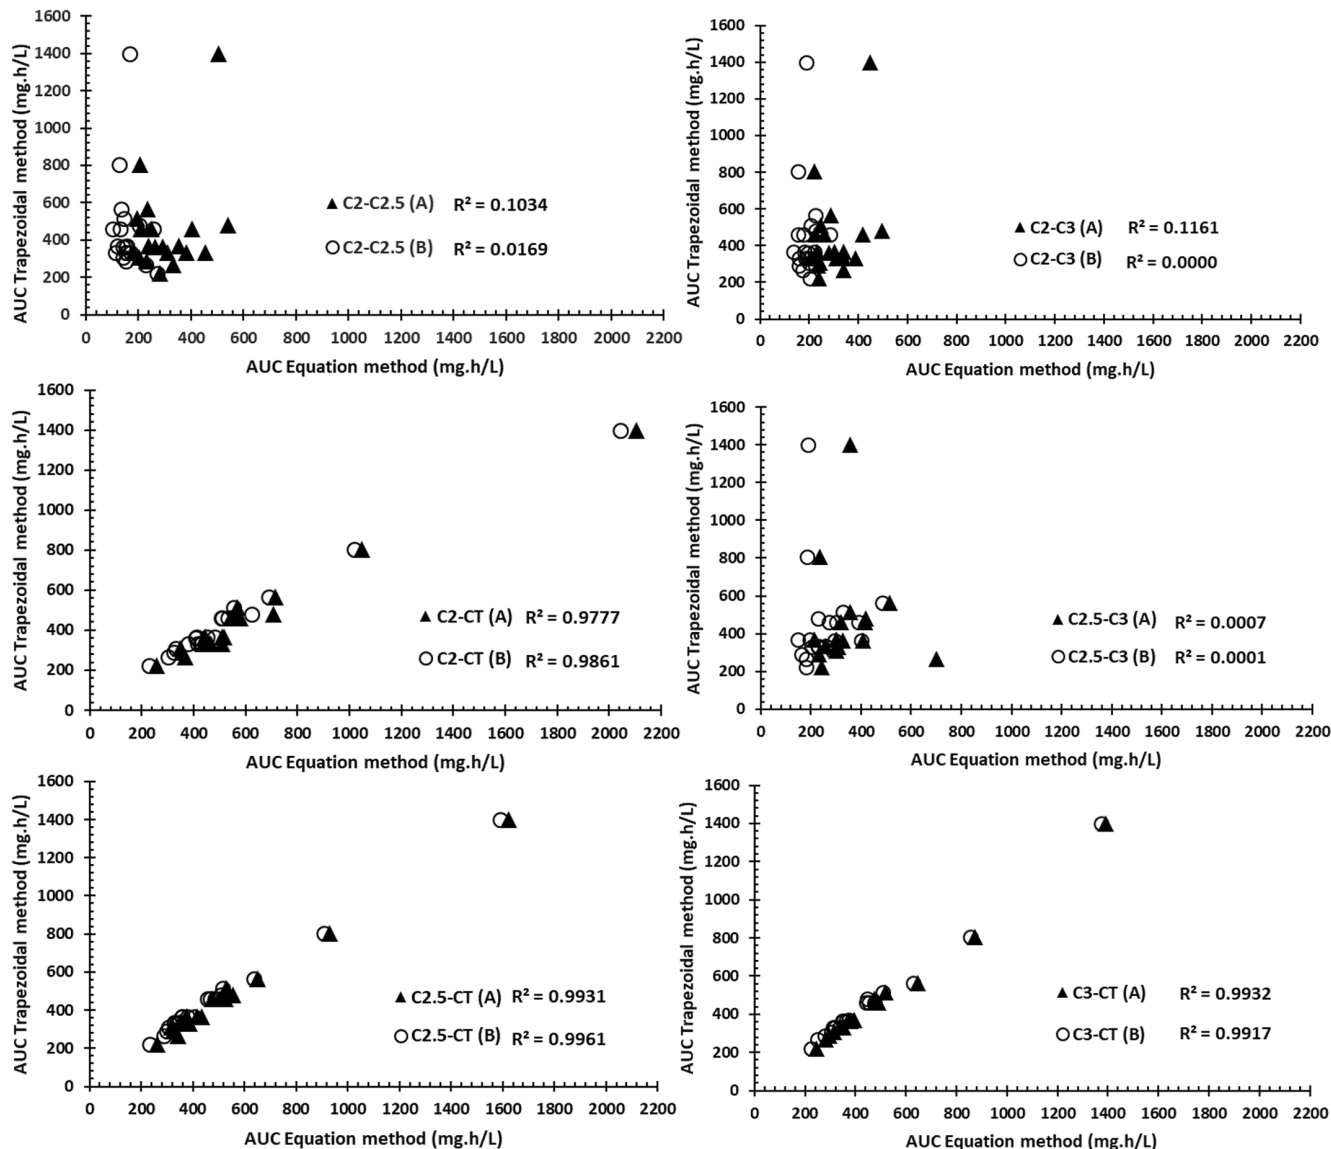 AUC Trapezoidal method (mg.h/L)
1600
1400
1200
1000
800
600
400
200
0
0 200 400 600 800 1000 1200 1400 1600 1800 2000 2200
AUC Equation method (mg.h/L)
C2-C2.5 (A) R² = 0.1034
C2-C2.5 (B) R² = 0.0169
AUC Trapezoidal method (mg.h/L)
1600
1400
1200
1000
800
600
400
200
0
0 200 400 600 800 1000 1200 1400 1600 1800 2000 2200
AUC Equation method (mg.h/L)
C2-C3 (A) R² = 0.1161
C2-C3 (B) R² = 0.0000
AUC Trapezoidal method (mg.h/L)
1600
1400
1200
1000
800
600
400
200
0
0 200 400 600 800 1000 1200 1400 1600 1800 2000 2200
AUC Equation method (mg.h/L)
C2-CT (A) R² = 0.9777
C2-CT (B) R² = 0.9861
AUC Trapezoidal method (mg.h/L)
1600
1400
1200
1000
800
600
400
200
0
0 200 400 600 800 1000 1200 1400 1600 1800 2000 2200
AUC Equation method (mg.h/L)
C2.5-C3 (A) R² = 0.0007
C2.5-C3 (B) R² = 0.0001
AUC Trapezoidal method (mg.h/L)
1600
1400
1200
1000
800
600
400
200
0
0 200 400 600 800 1000 1200 1400 1600 1800 2000 2200
AUC Equation method (mg.h/L)
C2.5-CT (A) R² = 0.9931
C2.5-CT (B) R² = 0.9961
AUC Trapezoidal method (mg.h/L)
1600
1400
1200
1000
800
600
400
200
0
0 200 400 600 800 1000 1200 1400 1600 1800 2000 2200
AUC Equation method (mg.h/L)
C3-CT (A) R² = 0.9932
C3-CT (B) R² = 0.9917